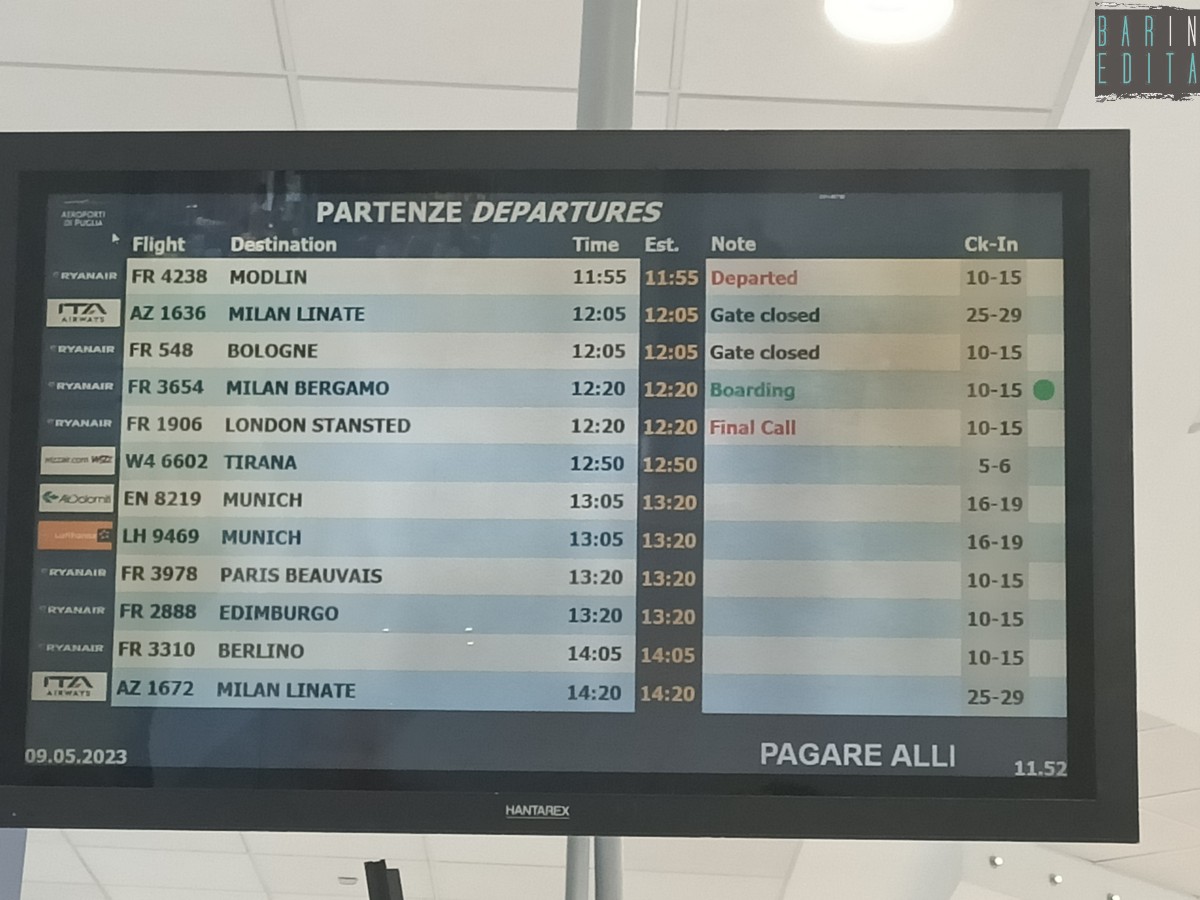 BARIN
EDITA
AEROPORTI
DI PUGLIA
PARTENZE DEPARTURES
Flight Destination Time Est. Note Ck-In
RYANAIR FR 4238 MODLIN 11:55 11:55 Departed 10-15
ITA AIRWAYS AZ 1636 MILAN LINATE 12:05 12:05 Gate closed 25-29
RYANAIR FR 548 BOLOGNE 12:05 12:05 Gate closed 10-15
RYANAIR FR 3654 MILAN BERGAMO 12:20 12:20 Boarding 10-15
RYANAIR FR 1906 LONDON STANSTED 12:20 12:20 Final Call 10-15
wizzair.com WIZZ W4 6602 TIRANA 12:50 12:50 5-6
AirDolomiti EN 8219 MUNICH 13:05 13:20 16-19
Lufthansa LH 9469 MUNICH 13:05 13:20 16-19
RYANAIR FR 3978 PARIS BEAUVAIS 13:20 13:20 10-15
RYANAIR FR 2888 EDIMBURGO 13:20 13:20 10-15
RYANAIR FR 3310 BERLINO 14:05 14:05 10-15
ITA AIRWAYS AZ 1672 MILAN LINATE 14:20 14:20 25-29
09.05.2023 PAGARE ALLI 11.52
HANTAREX